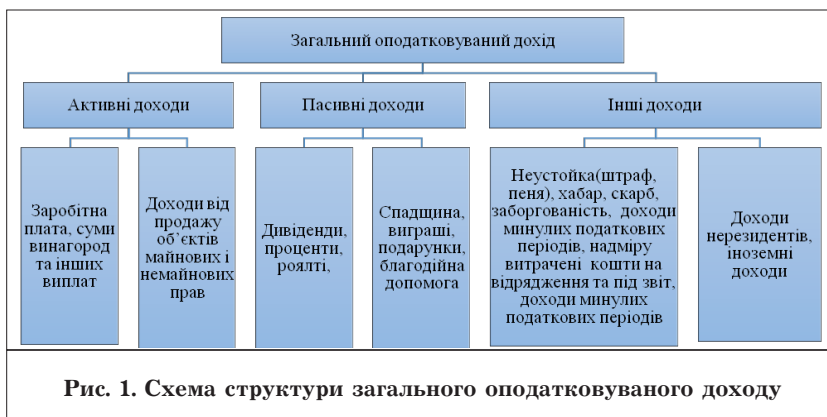 Загальний оподатковуваний дохід
Активні доходи
Пасивні доходи
Інші доходи
Заробітна
плата, суми
винагород
та інших
виплат
Доходи від
продажу
об’єктів
майнових і
немайнових
прав
Дивіденди,
проценти,
роялті,
Спадщина,
виграші,
подарунки,
благодійна
допомога
Неустойка(штраф,
пеня), хабар, скарб,
заборгованість, доходи
минулих податкових
періодів, надміру
витрачені кошти на
відрядження та під звіт,
доходи минулих
податкових періодів
Доходи
нерезидентів,
іноземні
доходи
Рис. 1. Схема структури загального оподатковуваного доходу